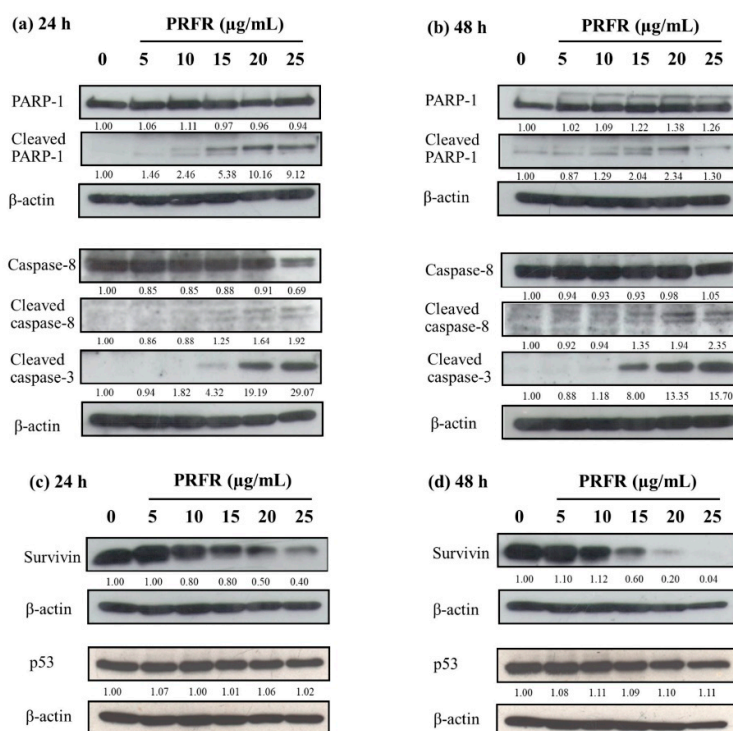 (a) 24 h PRFR (μg/mL)
0 5 10 15 20 25
PARP-1
1.00 1.06 1.11 0.97 0.96 0.94
Cleaved
PARP-1
1.00 1.46 2.46 5.38 10.16 9.12
β-actin
Caspase-8
1.00 0.85 0.85 0.88 0.91 0.69
Cleaved
caspase-8
1.00 0.86 0.88 1.25 1.64 1.92
Cleaved
caspase-3
1.00 0.94 1.82 4.32 19.19 29.07
β-actin
(b) 48 h PRFR (μg/mL)
0 5 10 15 20 25
PARP-1
1.00 1.02 1.09 1.22 1.38 1.26
Cleaved
PARP-1
1.00 0.87 1.29 2.04 2.34 1.30
β-actin
Caspase-8
1.00 0.94 0.93 0.93 0.98 1.05
Cleaved
caspase-8
1.00 0.92 0.94 1.35 1.94 2.35
Cleaved
caspase-3
1.00 0.88 1.18 8.00 13.35 15.70
β-actin
(c) 24 h PRFR (μg/mL)
0 5 10 15 20 25
Survivin
1.00 1.00 0.80 0.80 0.50 0.40
β-actin
p53
1.00 1.07 1.00 1.01 1.06 1.02
β-actin
(d) 48 h PRFR (μg/mL)
0 5 10 15 20 25
Survivin
1.00 1.10 1.12 0.60 0.20 0.04
β-actin
p53
1.00 1.08 1.11 1.09 1.10 1.11
β-actin